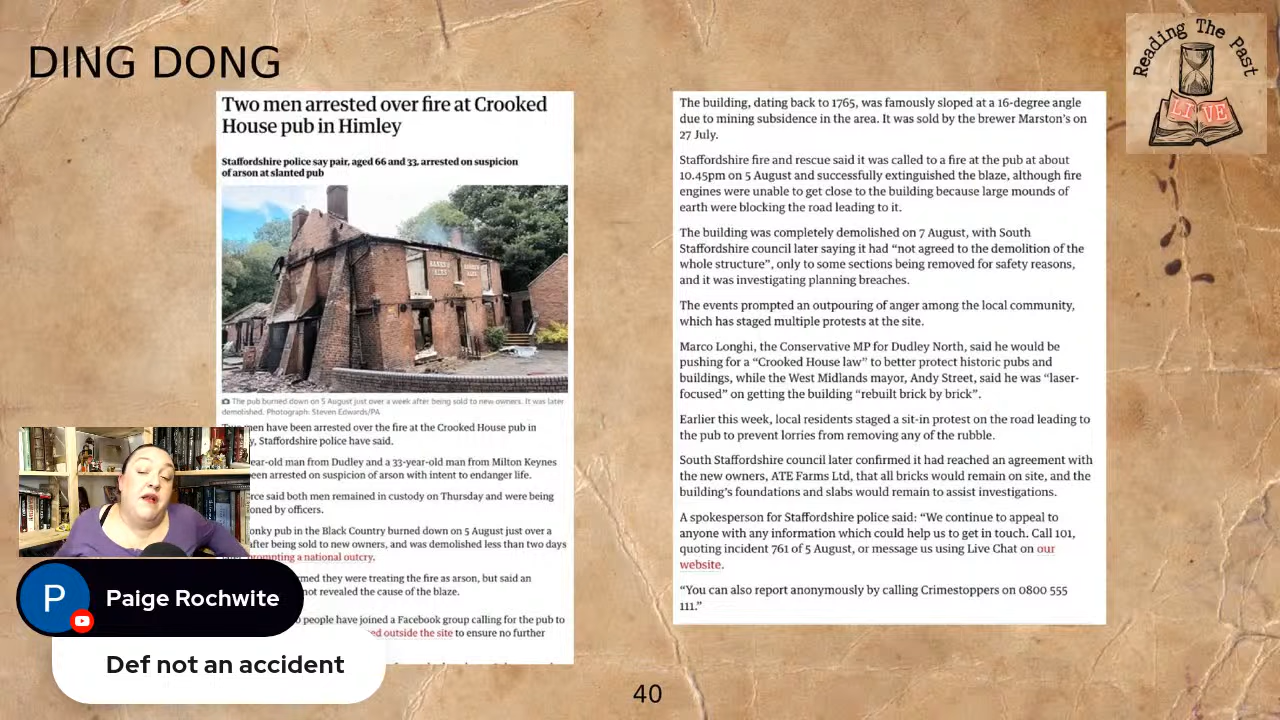 DING DONG
Reading The Past
LIVE
Two men arrested over fire at Crooked
House pub in Himley
Staffordshire police say pair, aged 66 and 33, arrested on suspicion
of arson at slanted pub
The pub burned down on 5 August just over a week after being sold to new owners. It was later
demolished. Photograph: Steven Edwards/PA
men have been arrested over the fire at the Crooked House pub in
Staffordshire police have said.
year-old man from Dudley and a 33-year-old man from Milton Keynes
been arrested on suspicion of arson with intent to endanger life.
said both men remained in custody on Thursday and were being
by officers.
pub in the Black Country burned down on 5 August just over a
after being sold to new owners, and was demolished less than two days
prompting a national outcry.
they were treating the fire as arson, but said an
not revealed the cause of the blaze.
people have joined a Facebook group calling for the pub to
outside the site to ensure no further
The building, dating back to 1765, was famously sloped at a 16-degree angle
due to mining subsidence in the area. It was sold by the brewer Marston's on
27 July.
Staffordshire fire and rescue said it was called to a fire at the pub at about
10.45pm on 5 August and successfully extinguished the blaze, although fire
engines were unable to get close to the building because large mounds of
earth were blocking the road leading to it.
The building was completely demolished on 7 August, with South
Staffordshire council later saying it had “not agreed to the demolition of the
whole structure”, only to some sections being removed for safety reasons,
and it was investigating planning breaches.
The events prompted an outpouring of anger among the local community,
which has staged multiple protests at the site.
Marco Longhi, the Conservative MP for Dudley North, said he would be
pushing for a “Crooked House law” to better protect historic pubs and
buildings, while the West Midlands mayor, Andy Street, said he was “laser-
focused” on getting the building “rebuilt brick by brick”.
Earlier this week, local residents staged a sit-in protest on the road leading to
the pub to prevent lorries from removing any of the rubble.
South Staffordshire council later confirmed it had reached an agreement with
the new owners, ATE Farms Ltd, that all bricks would remain on site, and the
building's foundations and slabs would remain to assist investigations.
A spokesperson for Staffordshire police said: “We continue to appeal to
anyone with any information which could help us to get in touch. Call 101,
quoting incident 761 of 5 August, or message us using Live Chat on our
website.
“You can also report anonymously by calling Crimestoppers on 0800 555
111.”
P
Paige Rochwite
Def not an accident
40